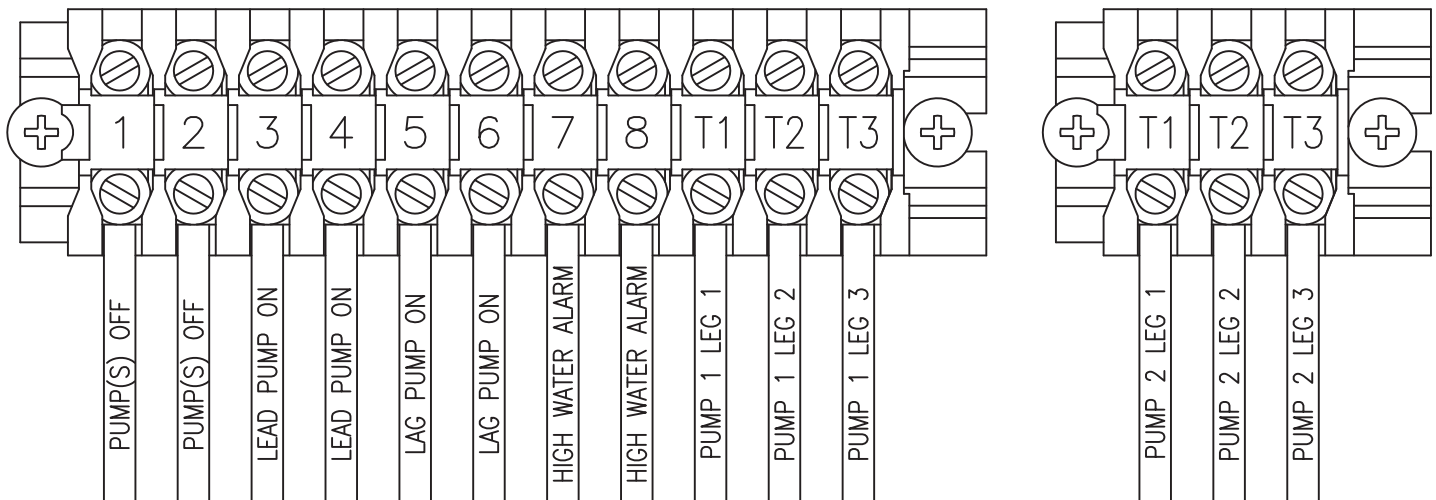 1 2 3 4 5 6 7 8 T1 T2 T3
T1 T2 T3
PUMP(S) OFF
PUMP(S) OFF
LEAD PUMP ON
LEAD PUMP ON
LAG PUMP ON
LAG PUMP ON
HIGH WATER ALARM
HIGH WATER ALARM
PUMP 1 LEG 1
PUMP 1 LEG 2
PUMP 1 LEG 3
PUMP 2 LEG 1
PUMP 2 LEG 2
PUMP 2 LEG 3